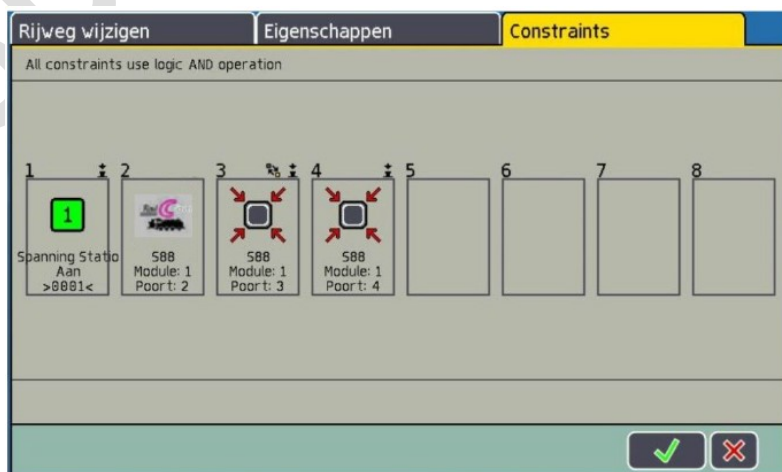 Rijweg wijzigen
Eigenschappen
Constraints
All constraints use logic AND operation
1 2 3 4 5 6 7 8
1
Spanning Statio
Aan
>0001<
S88
Module: 1
Poort: 2
S88
Module: 1
Poort: 3
S88
Module: 1
Poort: 4